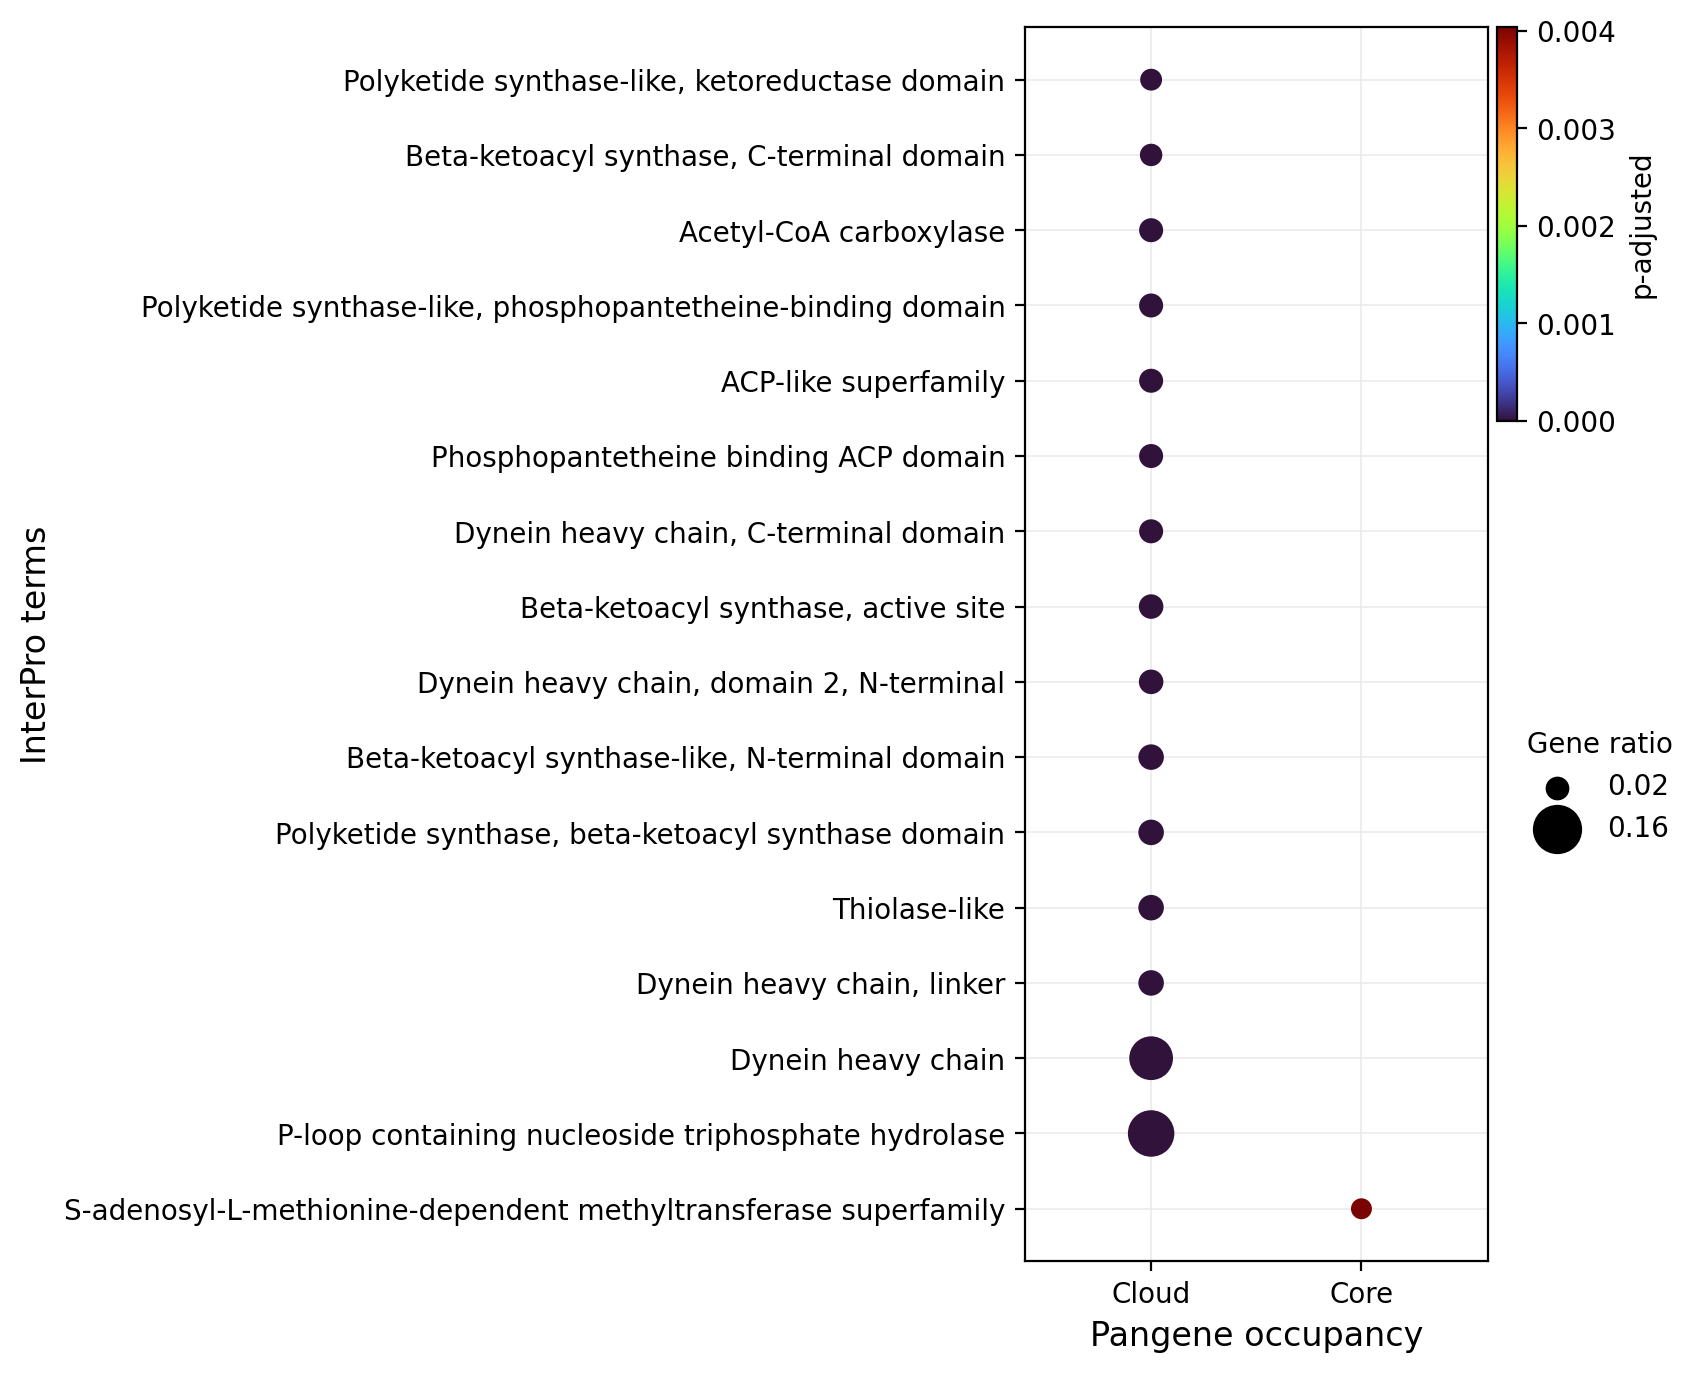 Polyketide synthase-like, ketoreductase domain
Beta-ketoacyl synthase, C-terminal domain
Acetyl-CoA carboxylase
Polyketide synthase-like, phosphopantetheine-binding domain
ACP-like superfamily
Phosphopantetheine binding ACP domain
Dynein heavy chain, C-terminal domain
Beta-ketoacyl synthase, active site
Dynein heavy chain, domain 2, N-terminal
Beta-ketoacyl synthase-like, N-terminal domain
Polyketide synthase, beta-ketoacyl synthase domain
Thiolase-like
Dynein heavy chain, linker
Dynein heavy chain
P-loop containing nucleoside triphosphate hydrolase
S-adenosyl-L-methionine-dependent methyltransferase superfamily
InterPro terms
Cloud
Core
Pangene occupancy
0.004
0.003
0.002
0.001
0.000
p-adjusted
Gene ratio
0.02
0.16